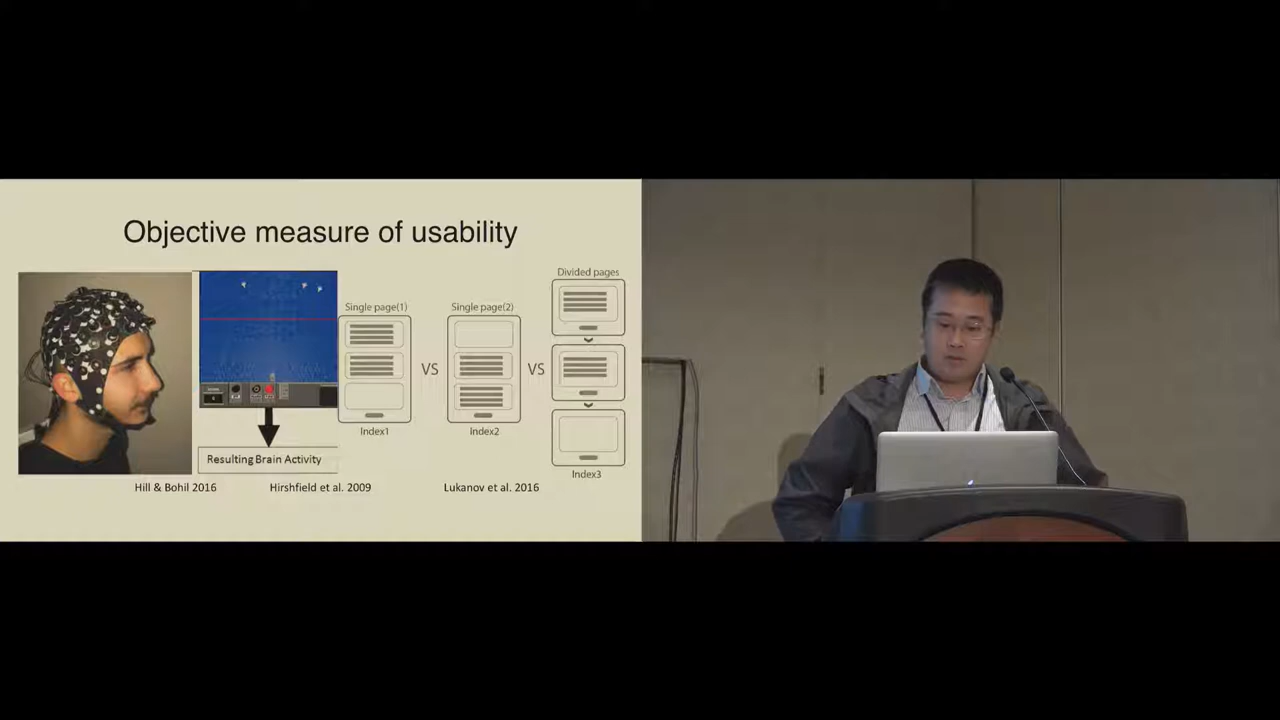 Objective measure of usability
Divided pages
Single page(1)
Single page(2)
VS
VS
Index1
Index2
Resulting Brain Activity
Index3
Hill & Bohil 2016
Hirshfield et al. 2009
Lukanov et al. 2016